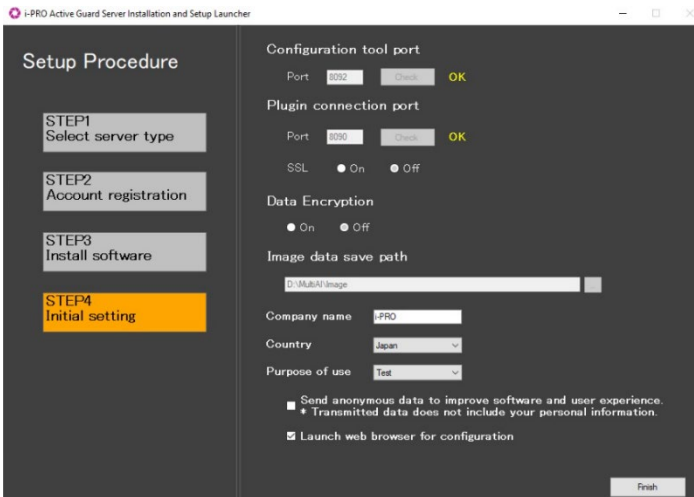 i-PRO Active Guard Server Installation and Setup Launcher
Setup Procedure
STEP1
Select server type
STEP2
Account registration
STEP3
Install software
STEP4
Initial setting
Configuration tool port
Port 8092 Check OK
Plugin connection port
Port 8090 Check OK
SSL On Off
Data Encryption
On Off
Image data save path
D:\MultiAI\Image ...
Company name i-PRO
Country Japan
Purpose of use Test
Send anonymous data to improve software and user experience.
* Transmitted data does not include your personal information.
Launch web browser for configuration
Finish